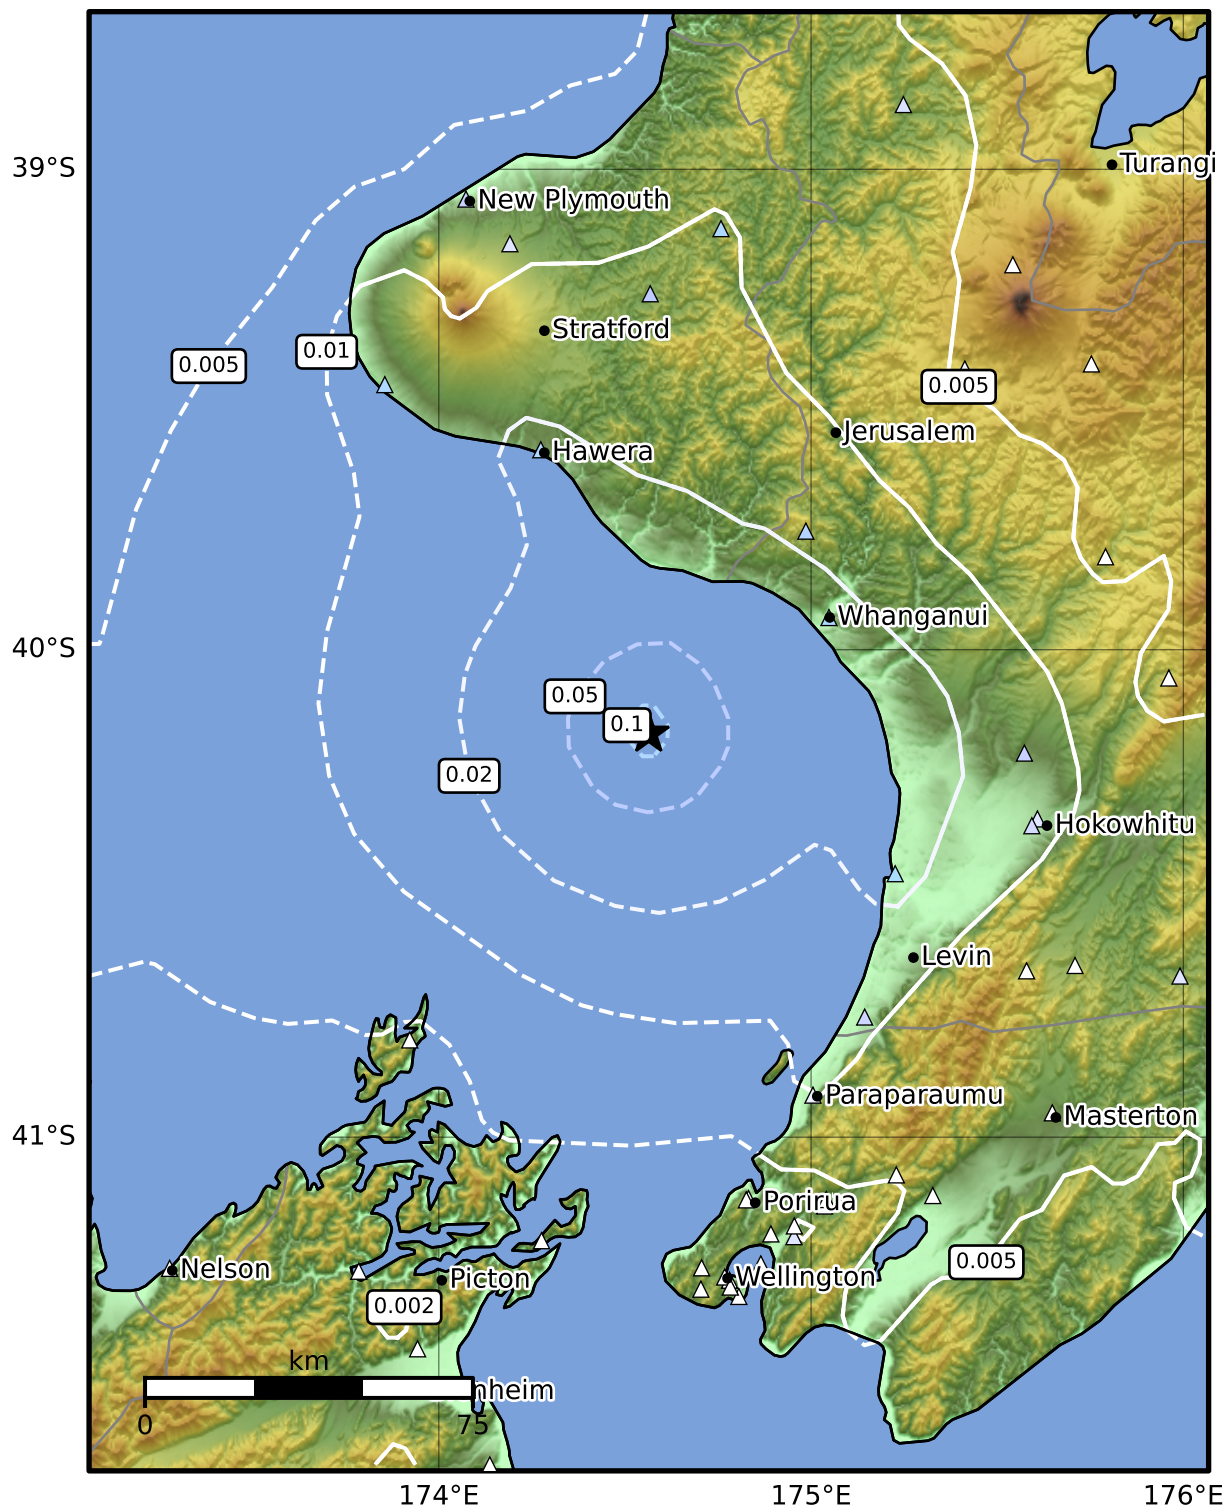 39°S
Turangi
New Plymouth
Stratford
0.01
0.005
0.005
Jerusalem
Hawera
Whanganui
40°S
0.05
0.1
0.02
Hokowhitu
Levin
Paraparaumu
Masterton
41°S
Porirua
Nelson
Picton
Wellington
0.005
0.002
km
nheim
0
75
174°E
175°E
176°E